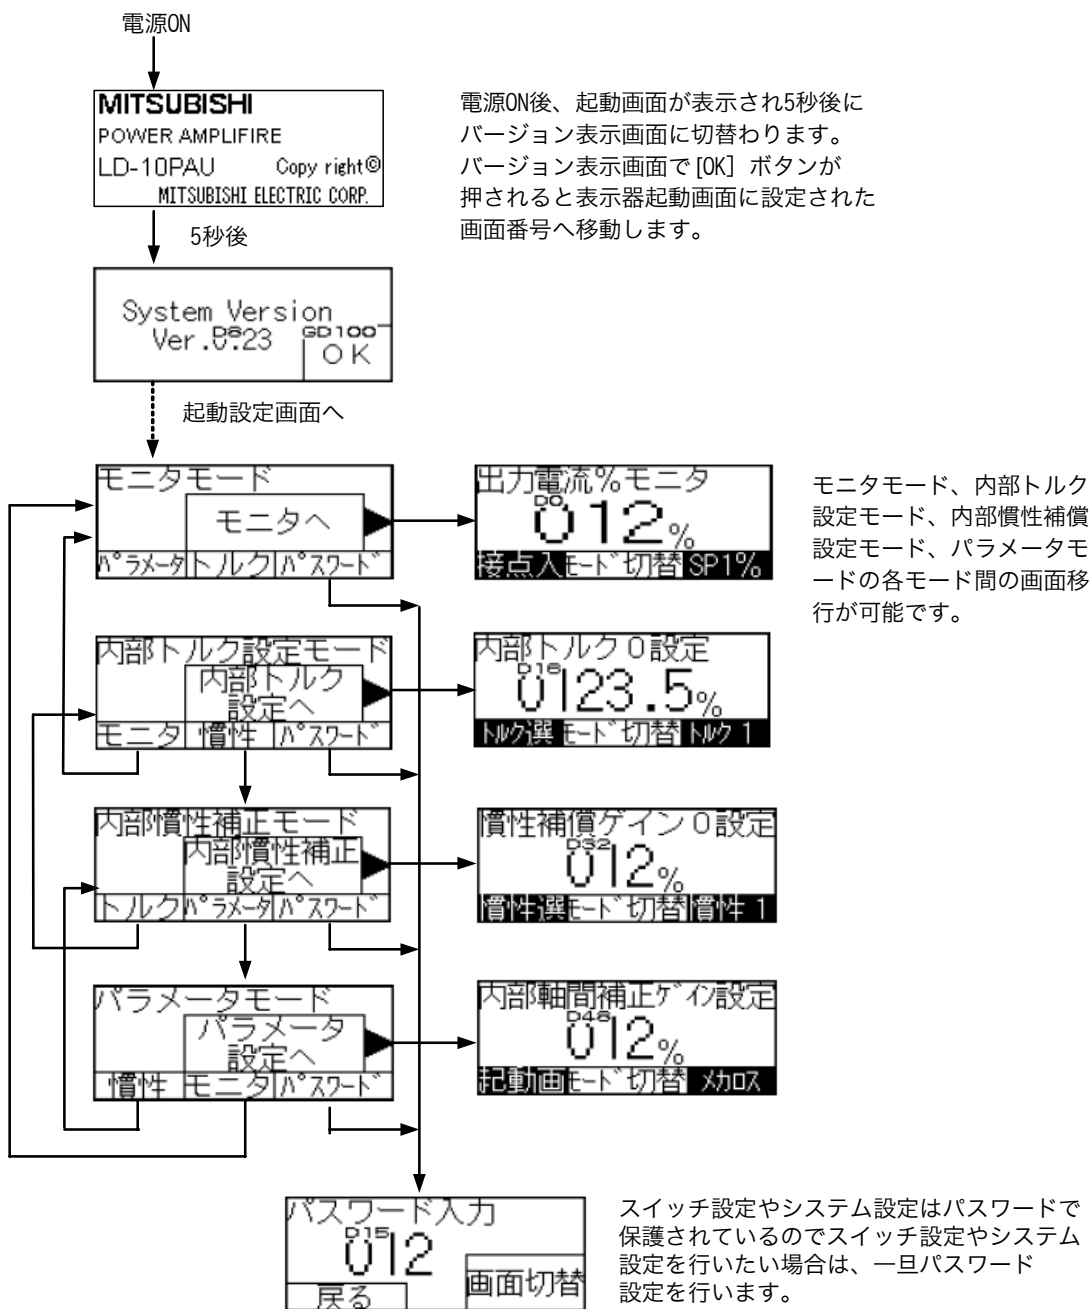 電源ON
MITSUBISHI
POWER AMPLIFIRE
LD-10PAU Copy right©
MITSUBISHI ELECTRIC CORP.
電源ON後、起動画面が表示され5秒後に
バージョン表示画面に切替わります。
バージョン表示画面で[OK] ボタンが
押されると表示器起動画面に設定された
画面番号へ移動します。
5秒後
System Version
Ver.0.23
D8
GD100
OK
起動設定画面へ
モニタモード
モニタへ
パラメータ トルク パスワード
出力電流%モニタ
D0
012%
接点入 モード切替 SP1%
モニタモード、内部トルク
設定モード、内部慣性補償
設定モード、パラメータモ
ードの各モード間の画面移
行が可能です。
内部トルク設定モード
内部トルク
設定へ
モニタ 慣性 パスワード
内部トルク0設定
D16
0123.5%
トルク選 モード切替 トルク1
内部慣性補正モード
内部慣性補正
設定へ
トルク パラメータ パスワード
慣性補償ゲイン0設定
D32
012%
慣性選 モード切替 慣性1
パラメータモード
パラメータ
設定へ
慣性 モニタ パスワード
内部軸間補正ゲイン設定
D48
012%
起動画 モード切替 メカロス
パスワード入力
D15
012
戻る
画面切替
スイッチ設定やシステム設定はパスワードで
保護されているのでスイッチ設定やシステム
設定を行いたい場合は、一旦パスワード
設定を行います。